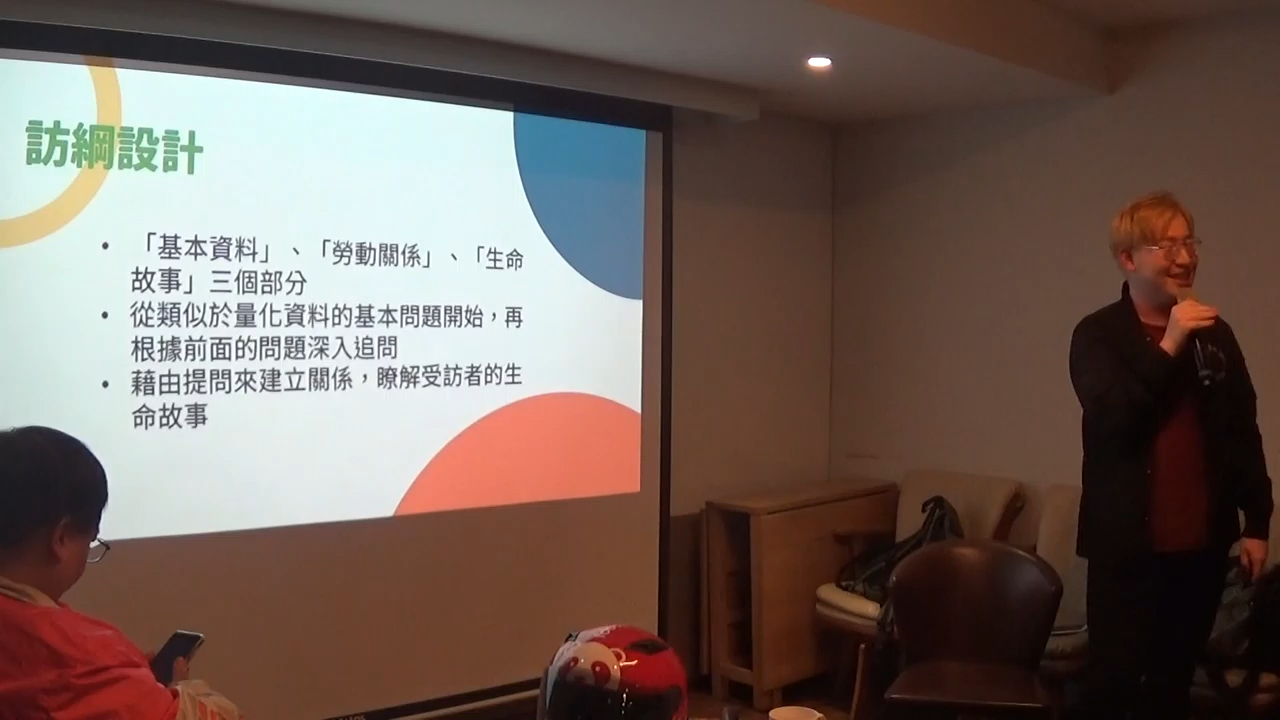 訪綱設計
• 「基本資料」、「勞動關係」、「生命
故事」三個部分
• 從類似於量化資料的基本問題開始，再
根據前面的問題深入追問
• 藉由提問來建立關係，瞭解受訪者的生
命故事